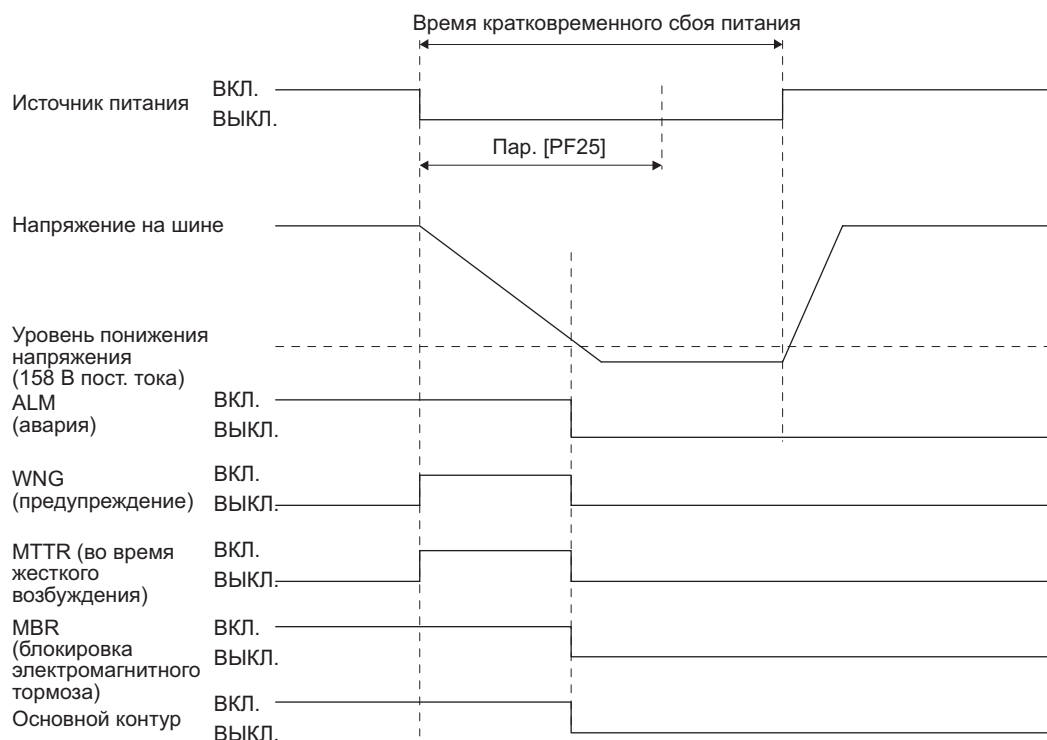 Время кратковременного сбоя питания
Источник питания
ВКЛ.
ВЫКЛ.
Пар. [PF25]
Напряжение на шине
Уровень понижения
напряжения
(158 В пост. тока)
ALM
(авария)
ВКЛ.
ВЫКЛ.
WNG
(предупреждение)
ВКЛ.
ВЫКЛ.
MTTR (во время
жесткого
возбуждения)
ВКЛ.
ВЫКЛ.
MBR
(блокировка
электромагнитного
тормоза)
ВКЛ.
ВЫКЛ.
Основной контур
ВКЛ.
ВЫКЛ.